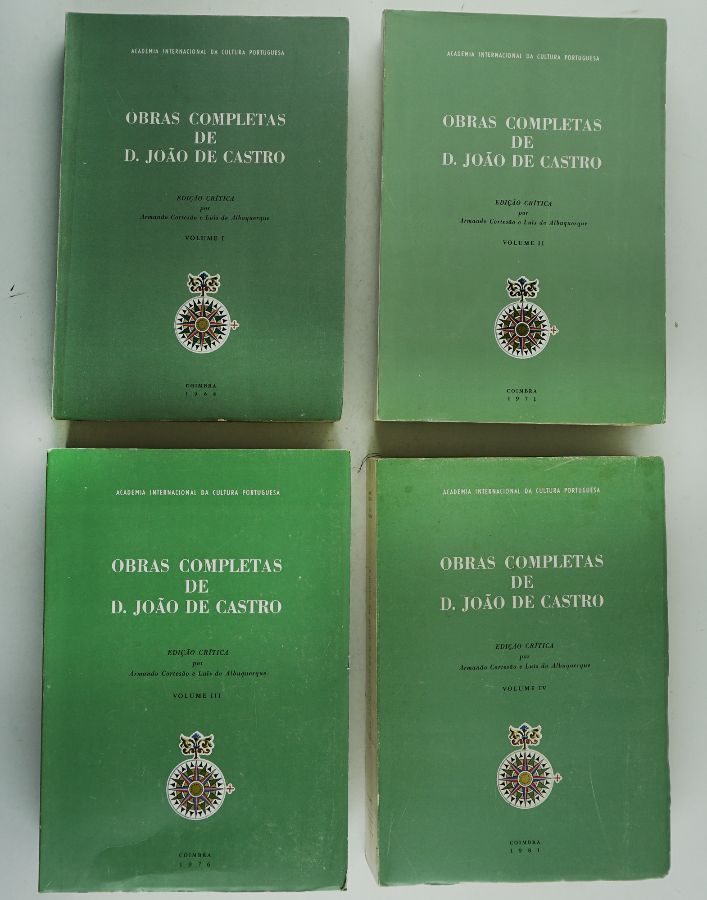 ACADEMIA INTERNACIONAL DA CULTURA PORTUGUESA
OBRAS COMPLETAS
DE
D. JOÃO DE CASTRO
EDIÇÃO CRÍTICA
por
Armando Cortesão e Luís de Albuquerque
VOLUME I
COIMBRA
1968
ACADEMIA INTERNACIONAL DA CULTURA PORTUGUESA
OBRAS COMPLETAS
DE
D. JOÃO DE CASTRO
EDIÇÃO CRÍTICA
por
Armando Cortesão e Luís de Albuquerque
VOLUME II
COIMBRA
1971
ACADEMIA INTERNACIONAL DA CULTURA PORTUGUESA
OBRAS COMPLETAS
DE
D. JOÃO DE CASTRO
EDIÇÃO CRÍTICA
por
Armando Cortesão e Luís de Albuquerque
VOLUME III
COIMBRA
1976
ACADEMIA INTERNACIONAL DA CULTURA PORTUGUESA
OBRAS COMPLETAS
DE
D. JOÃO DE CASTRO
EDIÇÃO CRÍTICA
por
Armando Cortesão e Luís de Albuquerque
VOLUME IV
COIMBRA
1981